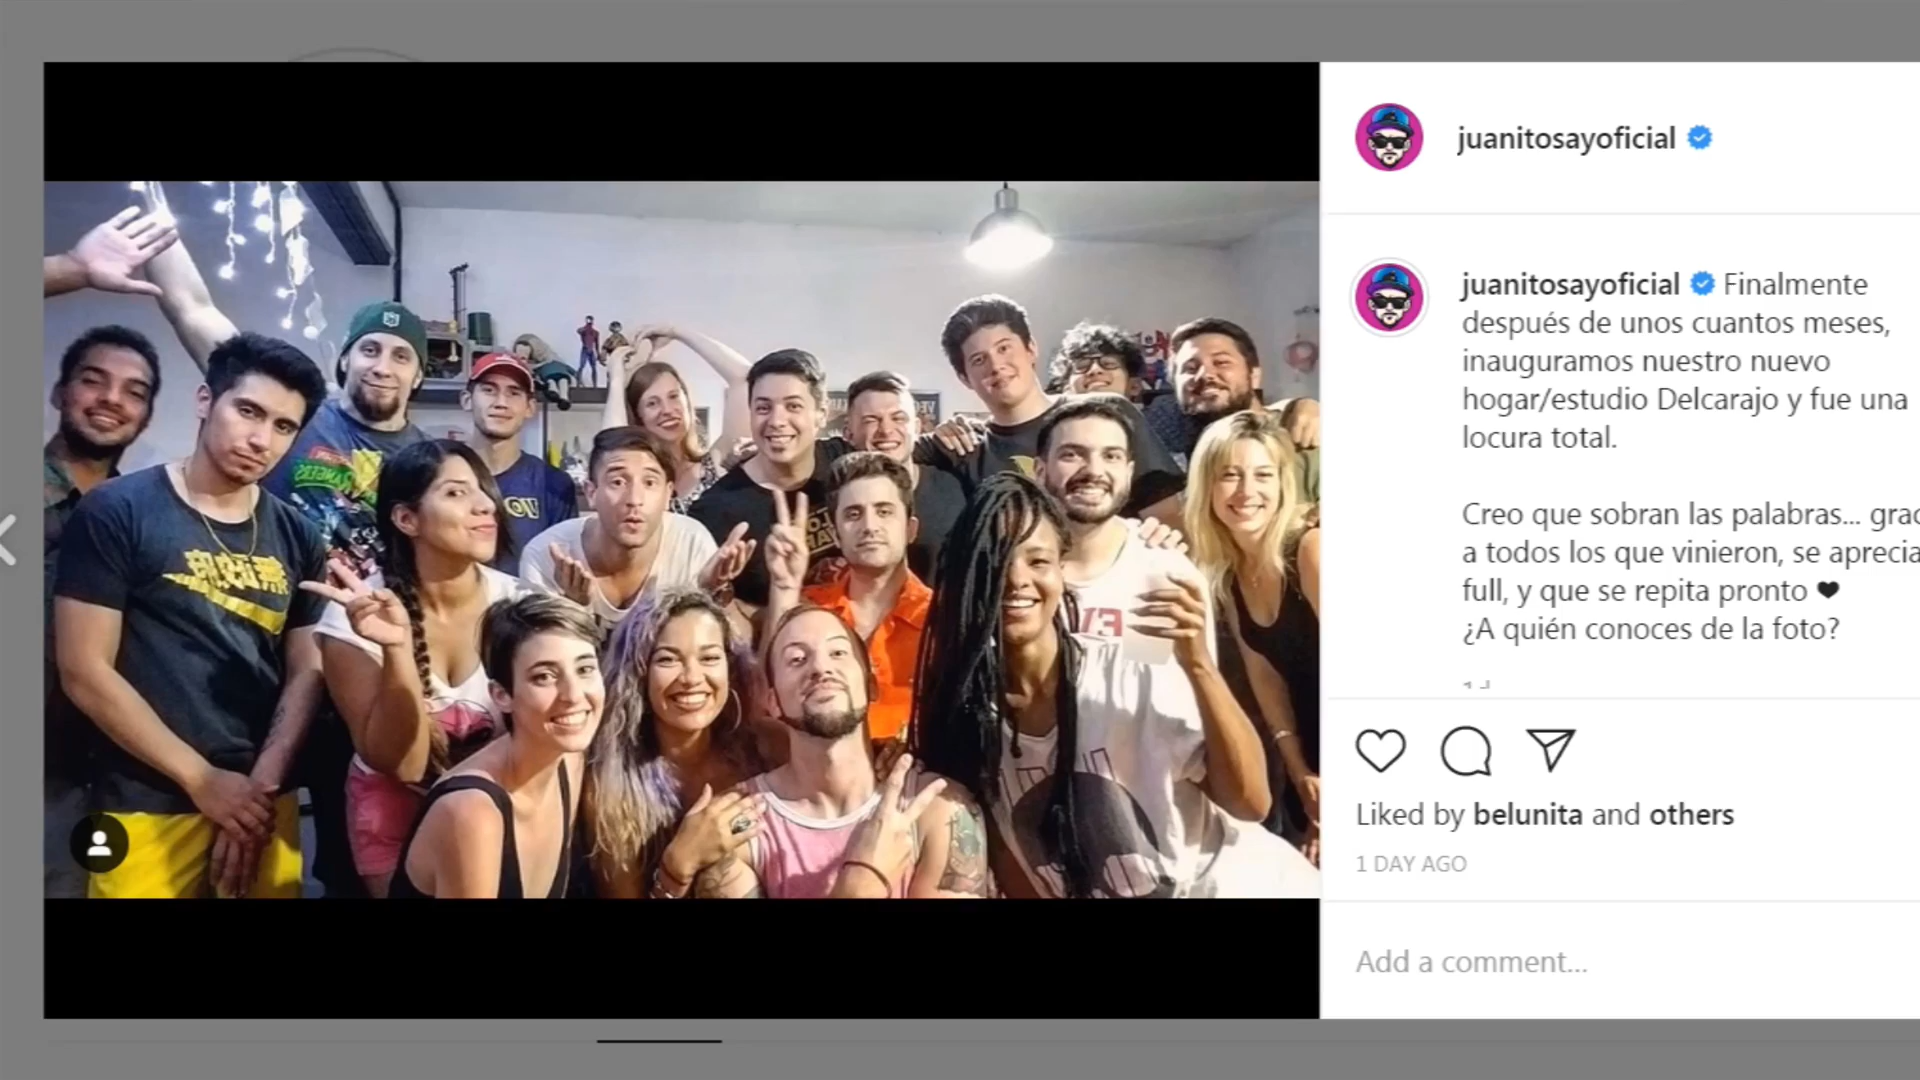 juanitosayoficial
juanitosayoficial Finalmente
después de unos cuantos meses,
inauguramos nuestro nuevo
hogar/estudio Delcarajo y fue una
locura total.
Creo que sobran las palabras... grac
a todos los que vinieron, se aprecia
full, y que se repita pronto ♥
¿A quién conoces de la foto?
Liked by belunita and others
1 DAY AGO
Add a comment...